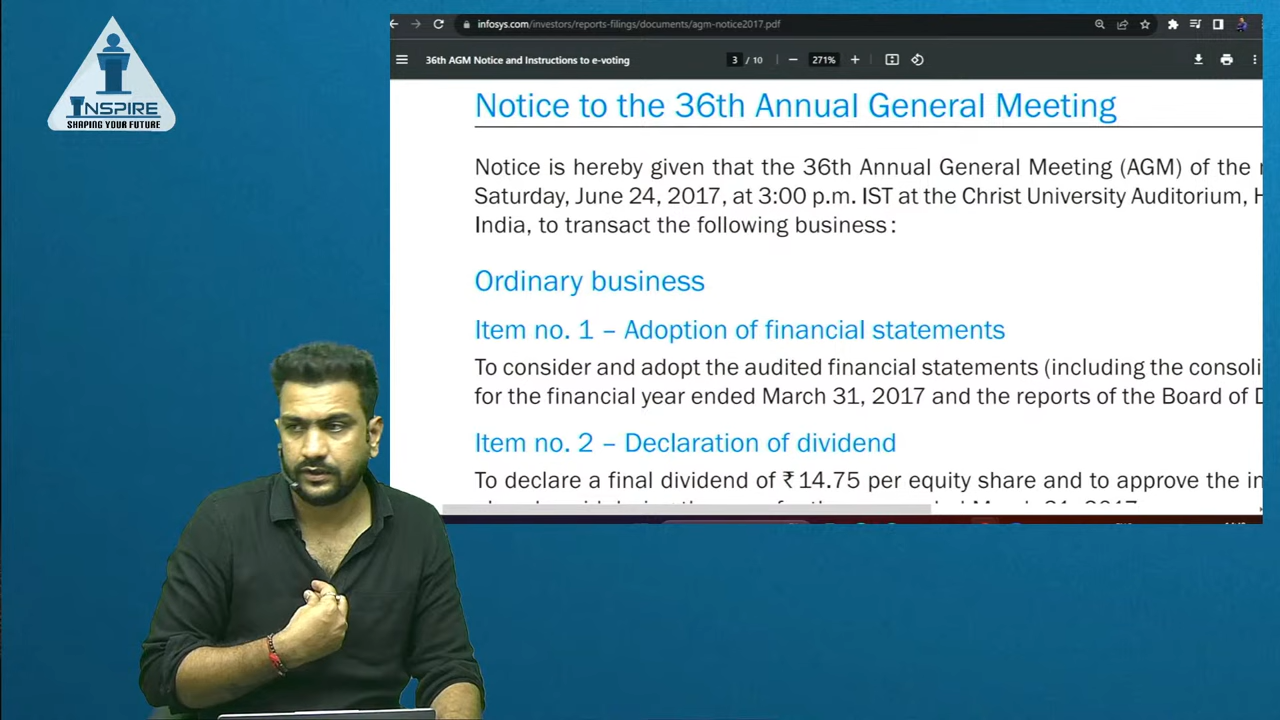 INSPIRE
SHAPING YOUR FUTURE
infosys.com/investors/reports-filings/documents/agm-notice2017.pdf
36th AGM Notice and Instructions to e-voting
3 / 10
271%
Notice to the 36th Annual General Meeting
Notice is hereby given that the 36th Annual General Meeting (AGM) of the
Saturday, June 24, 2017, at 3:00 p.m. IST at the Christ University Auditorium, H
India, to transact the following business:
Ordinary business
Item no. 1 – Adoption of financial statements
To consider and adopt the audited financial statements (including the consoli
for the financial year ended March 31, 2017 and the reports of the Board of D
Item no. 2 – Declaration of dividend
To declare a final dividend of ₹ 14.75 per equity share and to approve the in